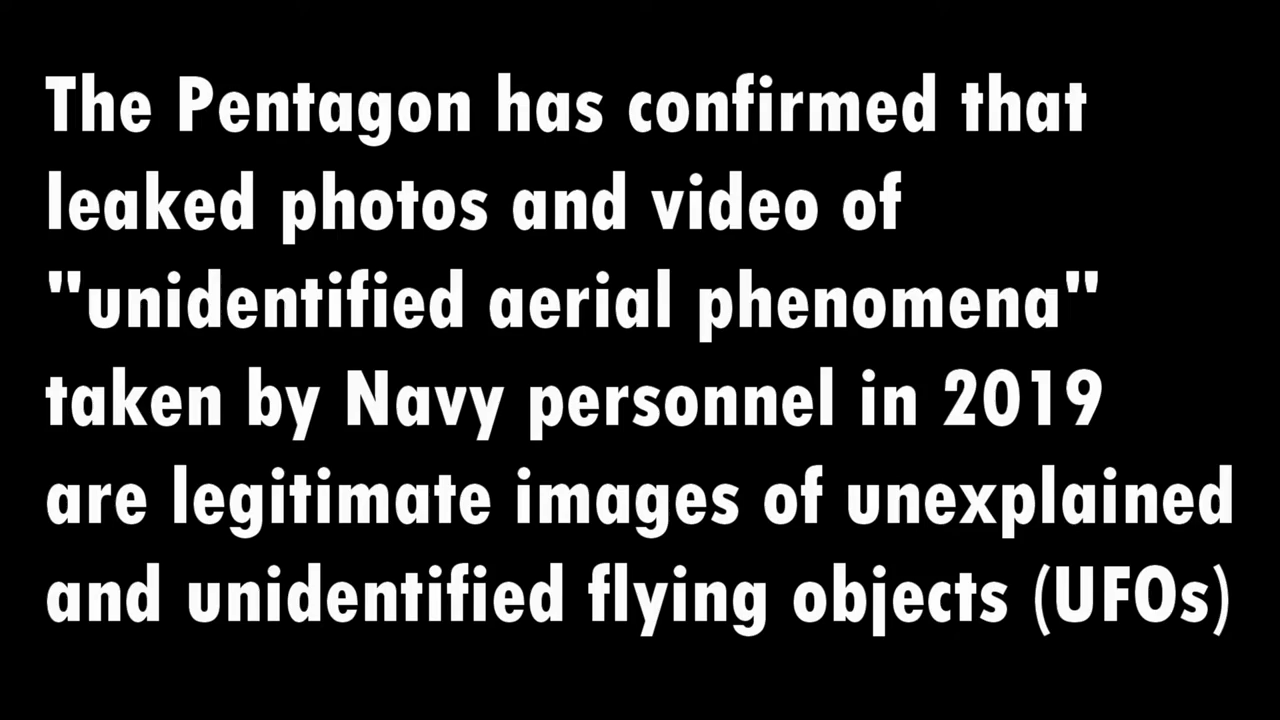 The Pentagon has confirmed that
leaked photos and video of
"unidentified aerial phenomena"
taken by Navy personnel in 2019
are legitimate images of unexplained
and unidentified flying objects (UFOs)